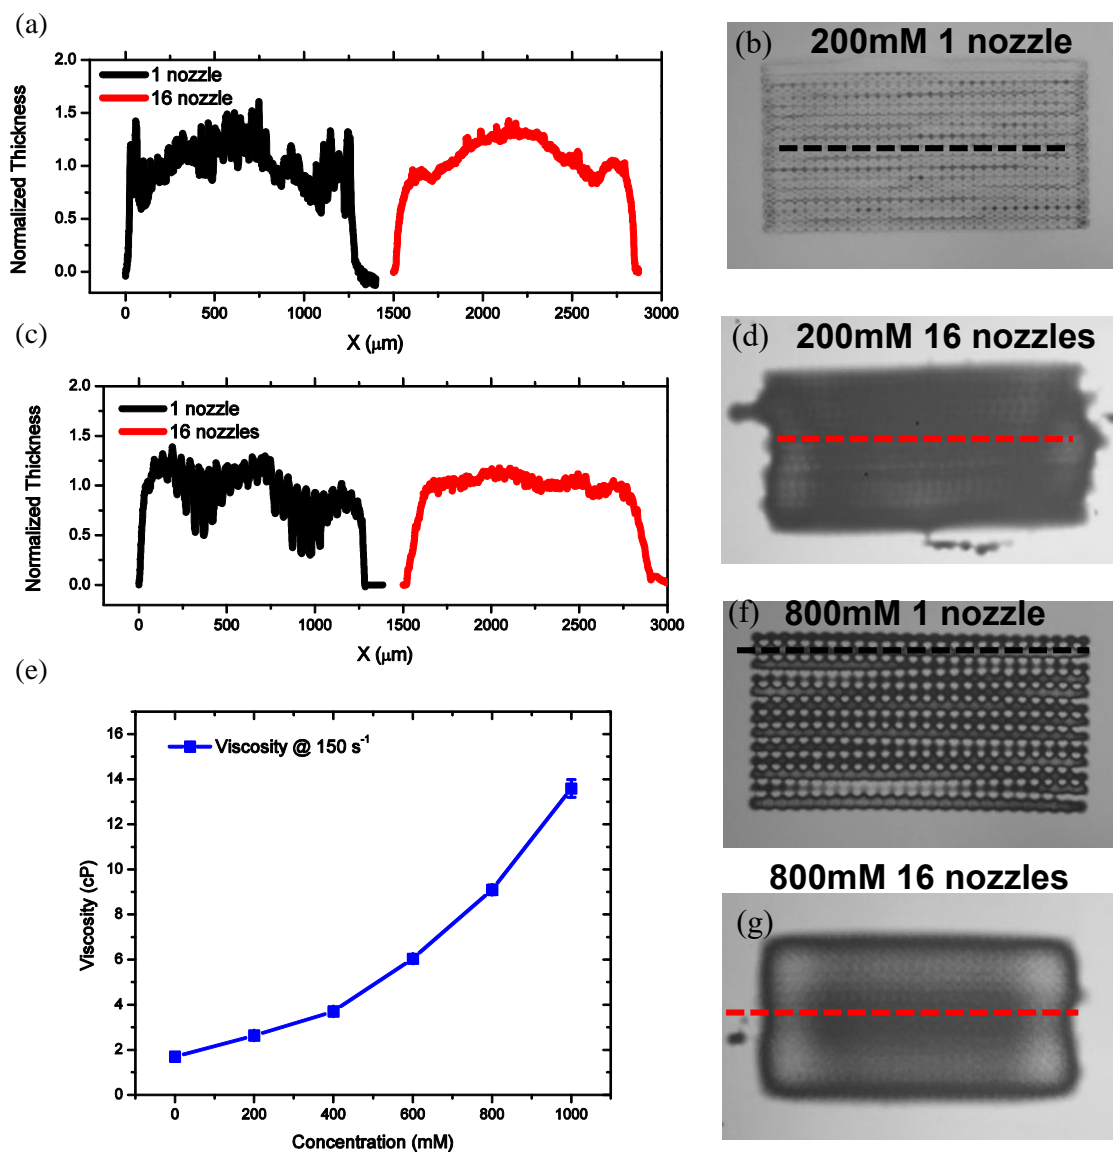 (a)
2.0
1.5
1.0
0.5
0.0
Normalized Thickness
1 nozzle
16 nozzle
0 500 1000 1500 2000 2500 3000
X (μm)
(b)
200mM 1 nozzle
(c)
2.0
1.5
1.0
0.5
0.0
Normalized Thickness
1 nozzle
16 nozzles
0 500 1000 1500 2000 2500 3000
X (μm)
(d) 200mM 16 nozzles
(e)
16
14
12
10
8
6
4
2
0
Viscosity (cP)
Viscosity @ 150 s⁻¹
0 200 400 600 800 1000
Concentration (mM)
(f) 800mM 1 nozzle
800mM 16 nozzles
(g)